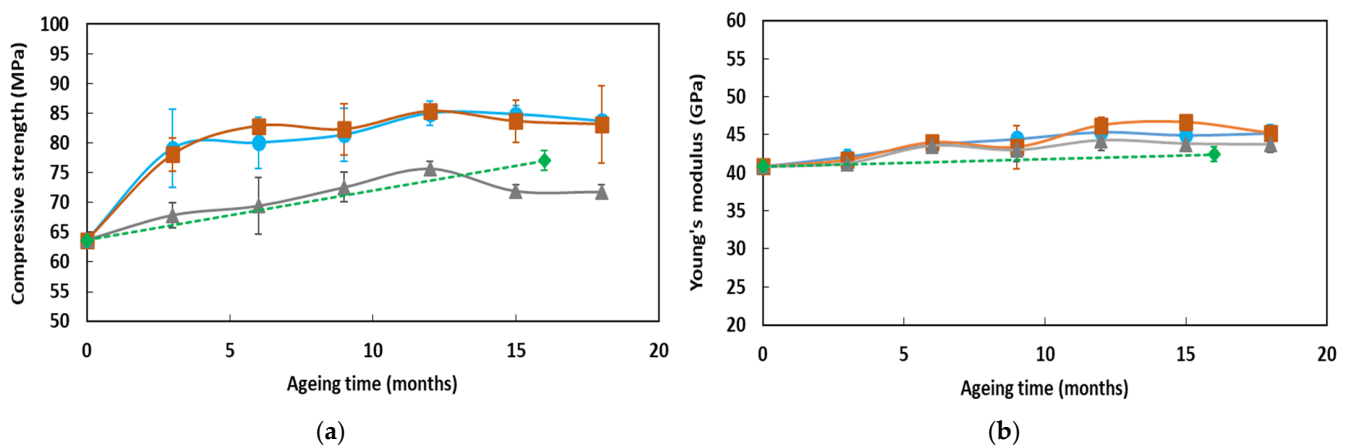 100
95
90
85
80
75
70
65
60
55
50
Compressive strength (MPa)
0 5 10 15 20
Ageing time (months)
(a)
60
55
50
45
40
35
30
25
20
Young's modulus (GPa)
0 5 10 15 20
Ageing time (months)
(b)